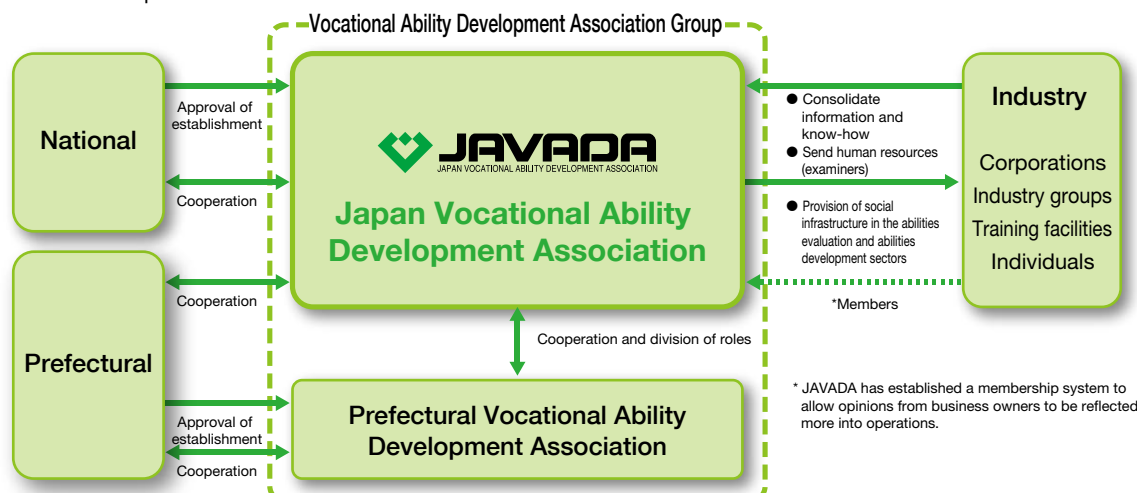 Vocational Ability Development Association Group
National
Approval of
establishment
Cooperation
JAVADA
JAPAN VOCATIONAL ABILITY DEVELOPMENT ASSOCIATION
Japan Vocational Ability
Development Association
● Consolidate
information and
know-how
● Send human resources
(examiners)
● Provision of social
infrastructure in the abilities
evaluation and abilities
development sectors
*Members
Industry
Corporations
Industry groups
Training facilities
Individuals
Prefectural
Cooperation
Approval of
establishment
Cooperation
Cooperation and division of roles
Prefectural Vocational Ability
Development Association
* JAVADA has established a membership system to
allow opinions from business owners to be reflected
more into operations.